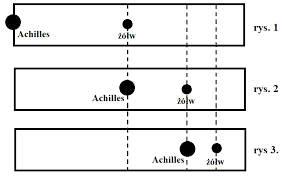 Achilles żółw rys. 1
Achilles żółw rys. 2
Achilles żółw rys 3.